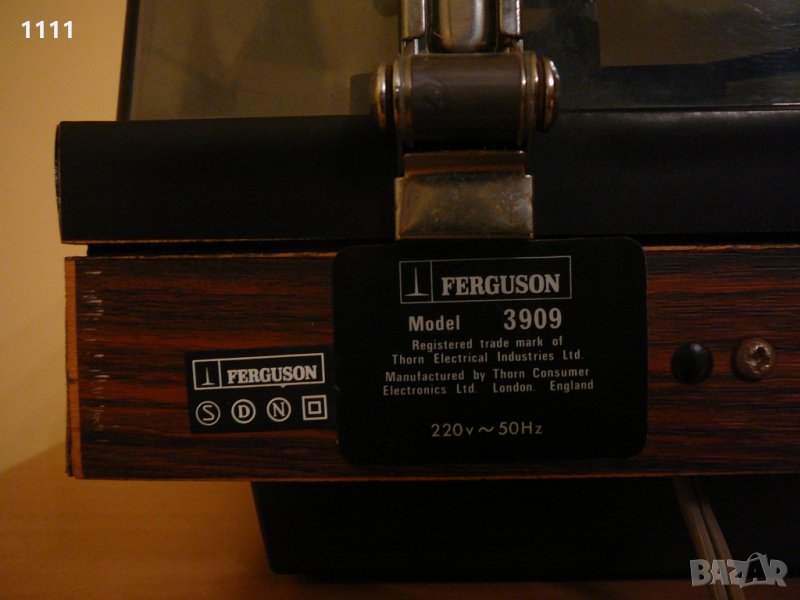 1111
FERGUSON
Model 3909
Registered trade mark of
Thorn Electrical Industries Ltd.
Manufactured by Thorn Consumer
Electronics Ltd. London. England
220v ~ 50Hz
FERGUSON
S D N
BAZAR